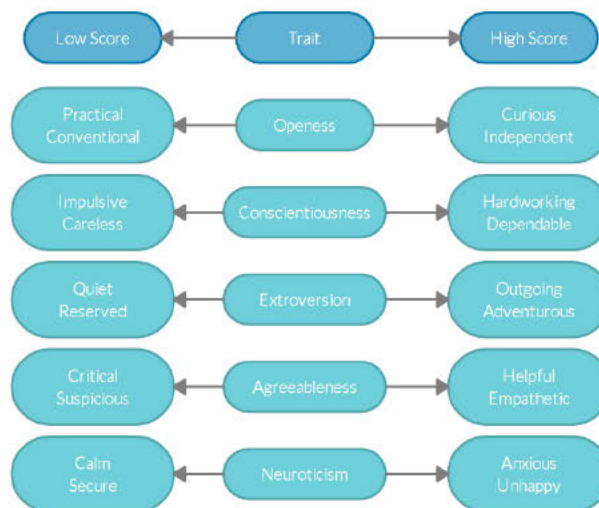 Low Score
Trait
High Score
Practical
Conventional
Openess
Curious
Independent
Impulsive
Careless
Conscientiousness
Hardworking
Dependable
Quiet
Reserved
Extroversion
Outgoing
Adventurous
Critical
Suspicious
Agreeableness
Helpful
Empathetic
Calm
Secure
Neuroticism
Anxious
Unhappy